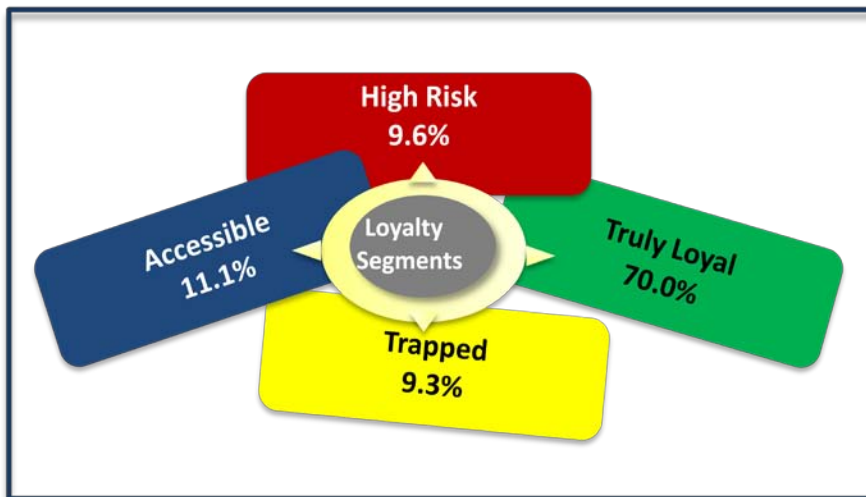 High Risk
9.6%
Accessible
11.1%
Loyalty
Segments
Truly Loyal
70.0%
Trapped
9.3%